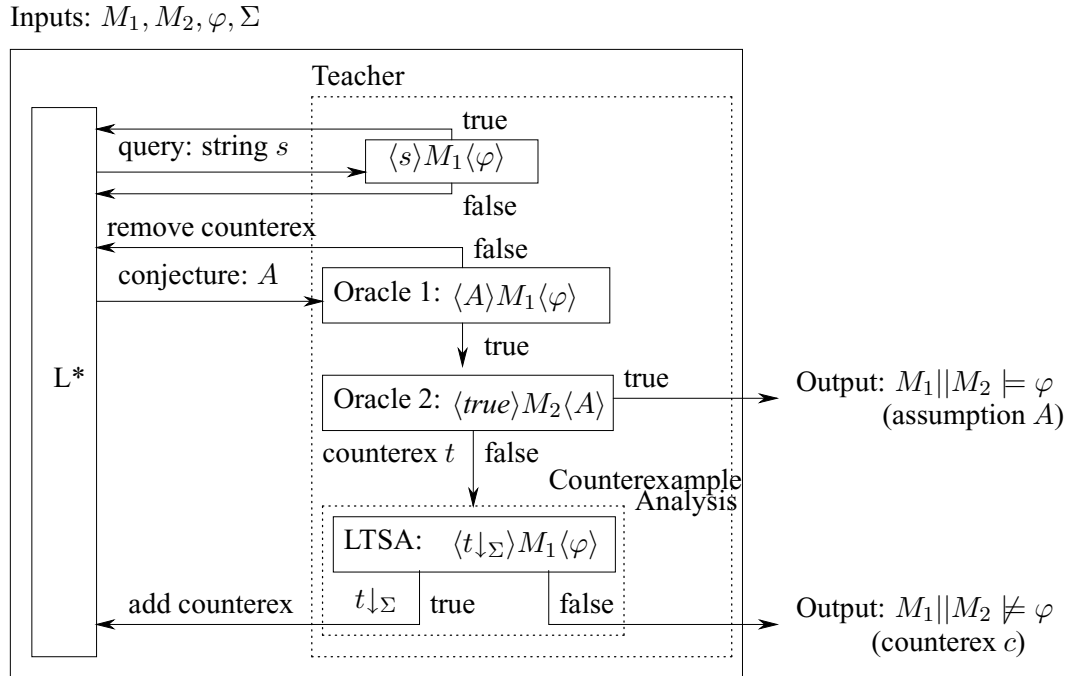 Inputs: M₁, M₂, φ, Σ
Teacher
true
query: string s
⟨s⟩M₁⟨φ⟩
false
remove counterex
false
conjecture: A
Oracle 1: ⟨A⟩M₁⟨φ⟩
true
L*
true
Oracle 2: ⟨true⟩M₂⟨A⟩
Output: M₁||M₂ ⊨ φ
(assumption A)
counterex t false
Counterexample
Analysis
LTSA: ⟨t↓Σ⟩M₁⟨φ⟩
add counterex t↓Σ true false
Output: M₁||M₂ ⊭ φ
(counterex c)